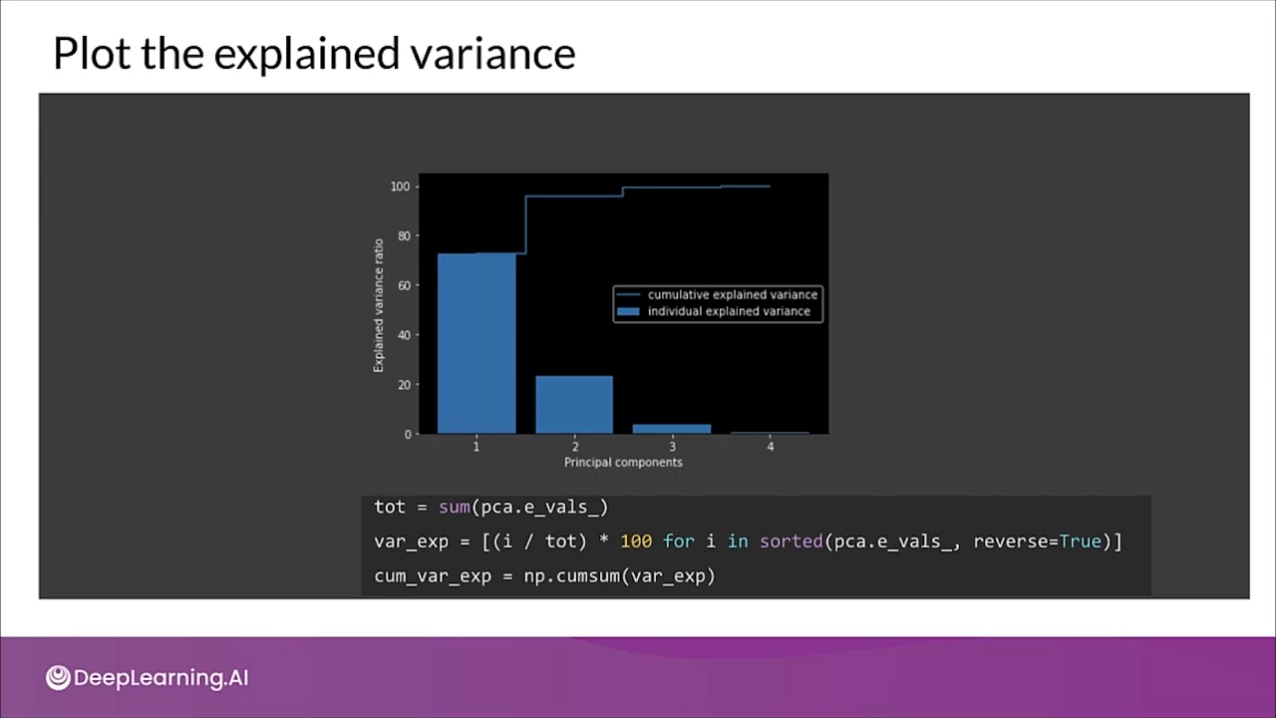 Plot the explained variance
100
80
60
40
20
0
Explained variance ratio
cumulative explained variance
individual explained variance
1 2 3 4
Principal components
tot = sum(pca.e_vals_)
var_exp = [(i / tot) * 100 for i in sorted(pca.e_vals_, reverse=True)]
cum_var_exp = np.cumsum(var_exp)
DeepLearning.AI